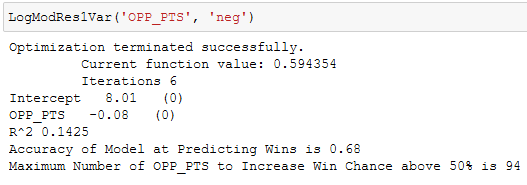 LogModRes1Var('OPP_PTS', 'neg')
Optimization terminated successfully.
Current function value: 0.594354
Iterations 6
Intercept 8.01 (0)
OPP_PTS -0.08 (0)
R^2 0.1425
Accuracy of Model at Predicting Wins is 0.68
Maximum Number of OPP_PTS to Increase Win Chance above 50% is 94